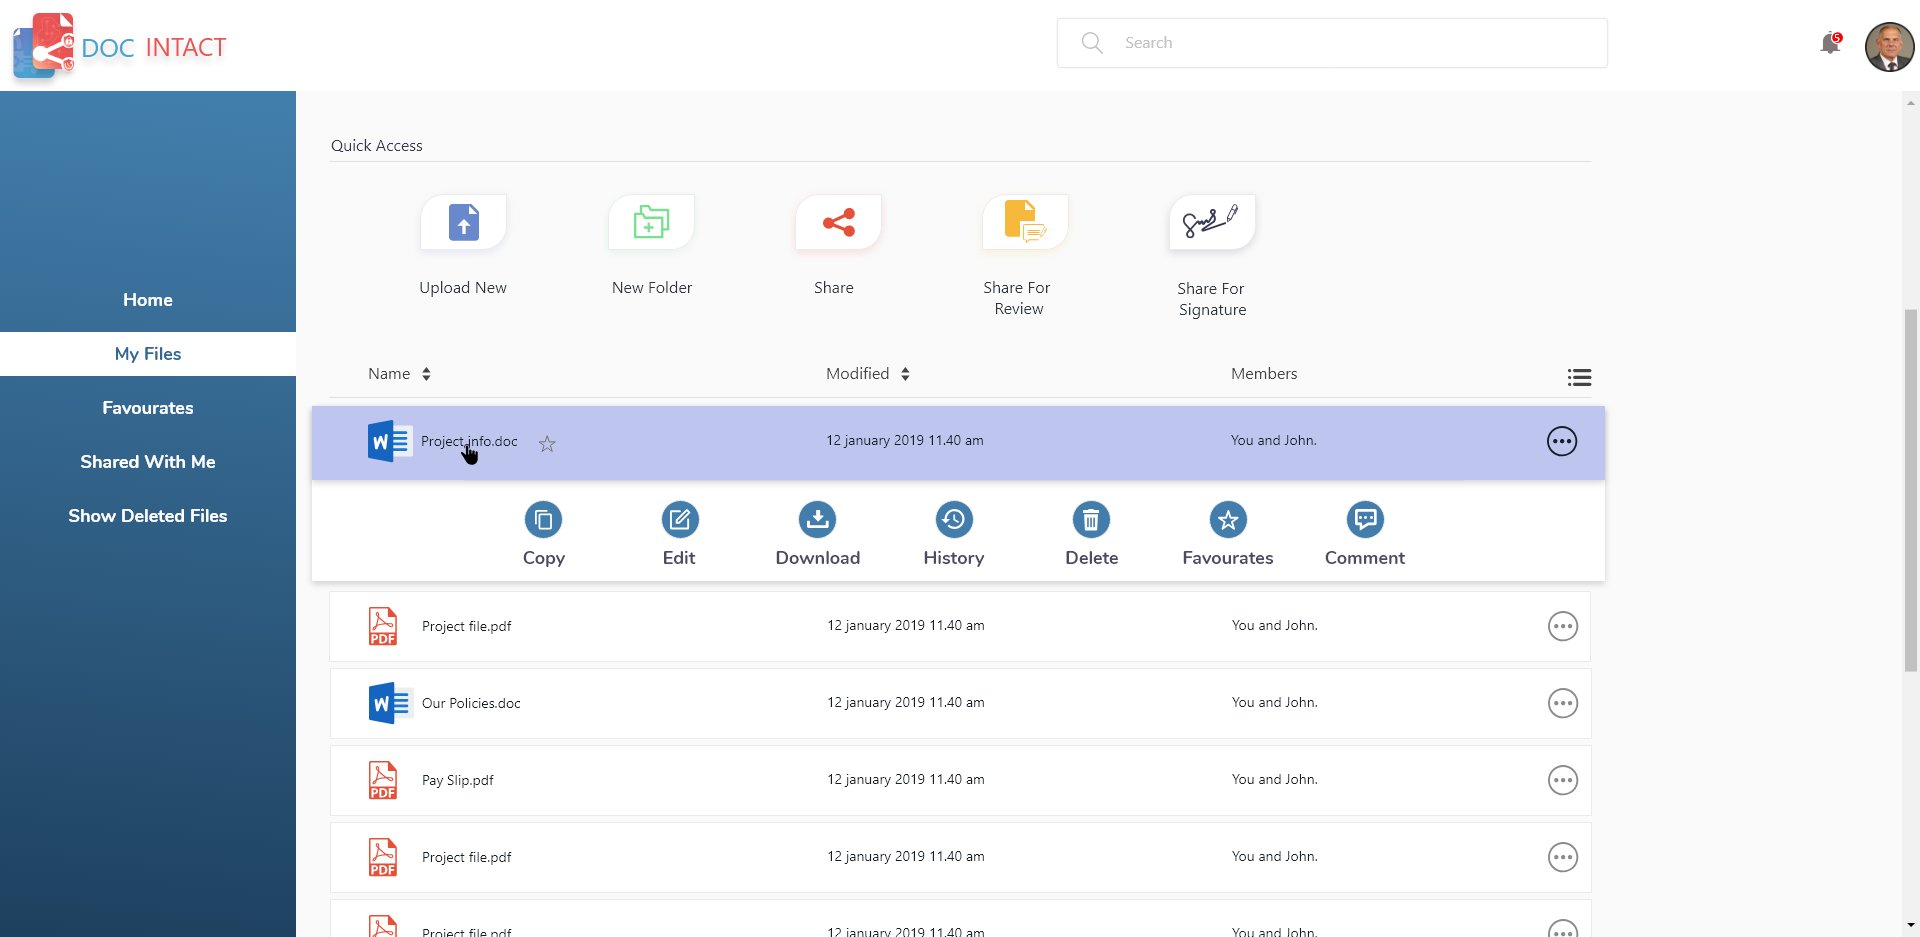 DOC INTACT
Search
5
Quick Access
Upload New
New Folder
Share
Share For
Review
Share For
Signature
Home
My Files
Favourates
Shared With Me
Show Deleted Files
Name
Modified
Members
W
Project info.doc
12 january 2019 11.40 am
You and John.
Copy
Edit
Download
History
Delete
Favourates
Comment
PDF
Project file.pdf
12 january 2019 11.40 am
You and John.
W
Our Policies.doc
12 january 2019 11.40 am
You and John.
PDF
Pay Slip.pdf
12 january 2019 11.40 am
You and John.
PDF
Project file.pdf
12 january 2019 11.40 am
You and John.
Project file.pdf
12 january 2019 11.40 am
You and John.